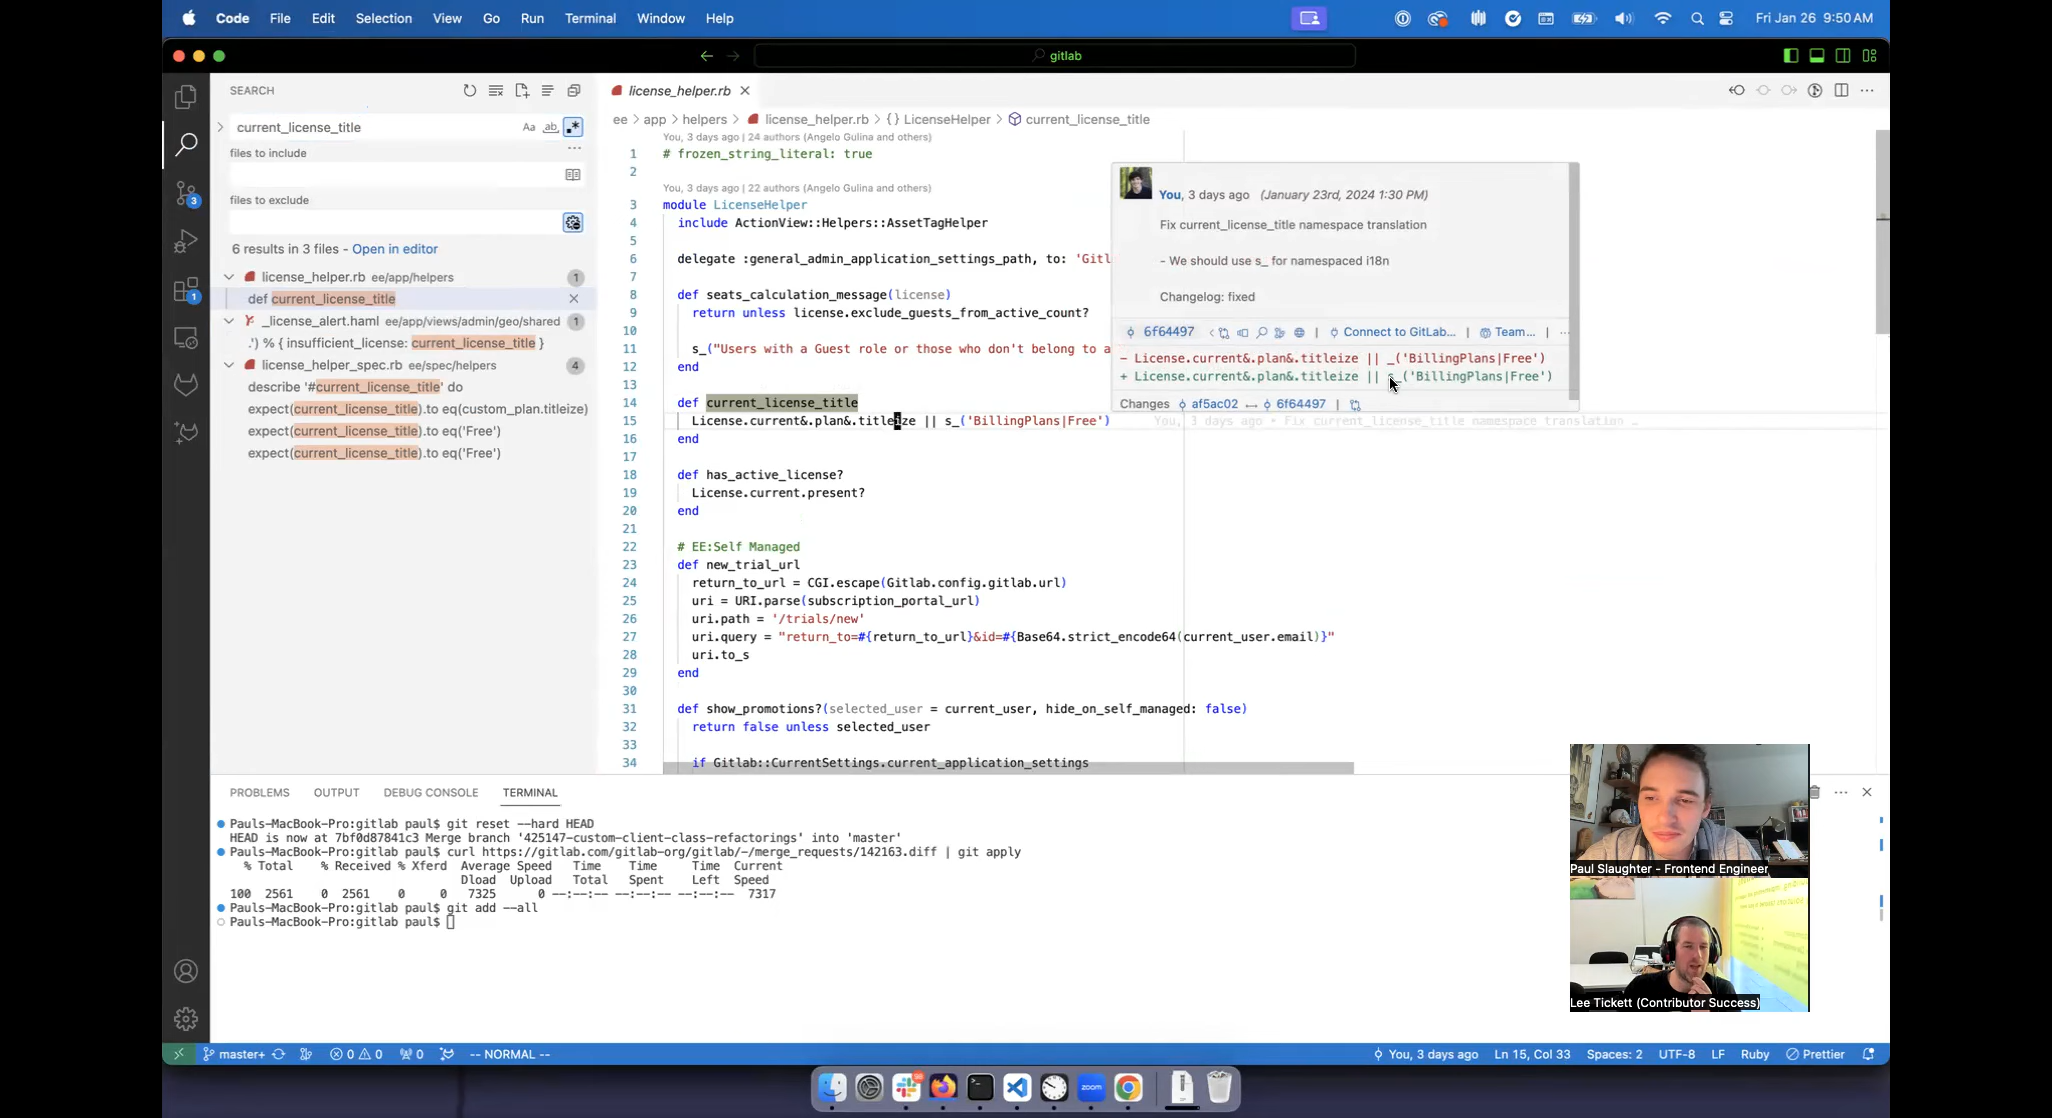 Code File Edit Selection View Go Run Terminal Window Help
Fri Jan 26 9:50 AM
gitlab
SEARCH
current_license_title
Aa ab
files to include
files to exclude
6 results in 3 files - Open in editor
license_helper.rb ee/app/helpers 1
def current_license_title
_license_alert.haml ee/app/views/admin/geo/shared 1
.') % { insufficient_license: current_license_title }
license_helper_spec.rb ee/spec/helpers 4
describe '#current_license_title' do
expect(current_license_title).to eq(custom_plan.titleize)
expect(current_license_title).to eq('Free')
expect(current_license_title).to eq('Free')
3
1
license_helper.rb
ee > app > helpers > license_helper.rb > {} LicenseHelper > current_license_title
You, 3 days ago | 24 authors (Angelo Gulina and others)
1 # frozen_string_literal: true
2
You, 3 days ago | 22 authors (Angelo Gulina and others)
3 module LicenseHelper
4 include ActionView::Helpers::AssetTagHelper
5
6 delegate :general_admin_application_settings_path, to: 'Gitl
7
8 def seats_calculation_message(license)
9 return unless license.exclude_guests_from_active_count?
10
11 s_("Users with a Guest role or those who don't belong to a
12 end
13
14 def current_license_title
15 License.current&.plan&.titleize || s_('BillingPlans|Free') You, 3 days ago • Fix current_license_title namespace translation …
16 end
17
18 def has_active_license?
19 License.current.present?
20 end
21
22 # EE:Self Managed
23 def new_trial_url
24 return_to_url = CGI.escape(Gitlab.config.gitlab.url)
25 uri = URI.parse(subscription_portal_url)
26 uri.path = '/trials/new'
27 uri.query = "return_to=#{return_to_url}&id=#{Base64.strict_encode64(current_user.email)}"
28 uri.to_s
29 end
30
31 def show_promotions?(selected_user = current_user, hide_on_self_managed: false)
32 return false unless selected_user
33
34 if Gitlab::CurrentSettings.current_application_settings
You, 3 days ago (January 23rd, 2024 1:30 PM)
Fix current_license_title namespace translation
- We should use s_ for namespaced i18n
Changelog: fixed
6f64497 | Connect to GitLab... | Team... | ...
- License.current&.plan&.titleize || _('BillingPlans|Free')
+ License.current&.plan&.titleize || s_('BillingPlans|Free')
Changes af5ac02 ↔ 6f64497 |
PROBLEMS OUTPUT DEBUG CONSOLE TERMINAL
Pauls-MacBook-Pro:gitlab paul$ git reset --hard HEAD
HEAD is now at 7bf0d87841c3 Merge branch '425147-custom-client-class-refactorings' into 'master'
Pauls-MacBook-Pro:gitlab paul$ curl https://gitlab.com/gitlab-org/gitlab/-/merge_requests/142163.diff | git apply
% Total % Received % Xferd Average Speed Time Time Time Current
Dload Upload Total Spent Left Speed
100 2561 0 2561 0 0 7325 0 --:--:-- --:--:-- --:--:-- 7317
Pauls-MacBook-Pro:gitlab paul$ git add --all
Pauls-MacBook-Pro:gitlab paul$
Paul Slaughter - Frontend Engineer
Lee Tickett (Contributor Success)
master+ 0 0 0 -- NORMAL --
You, 3 days ago Ln 15, Col 33 Spaces: 2 UTF-8 LF Ruby Prettier
zoom